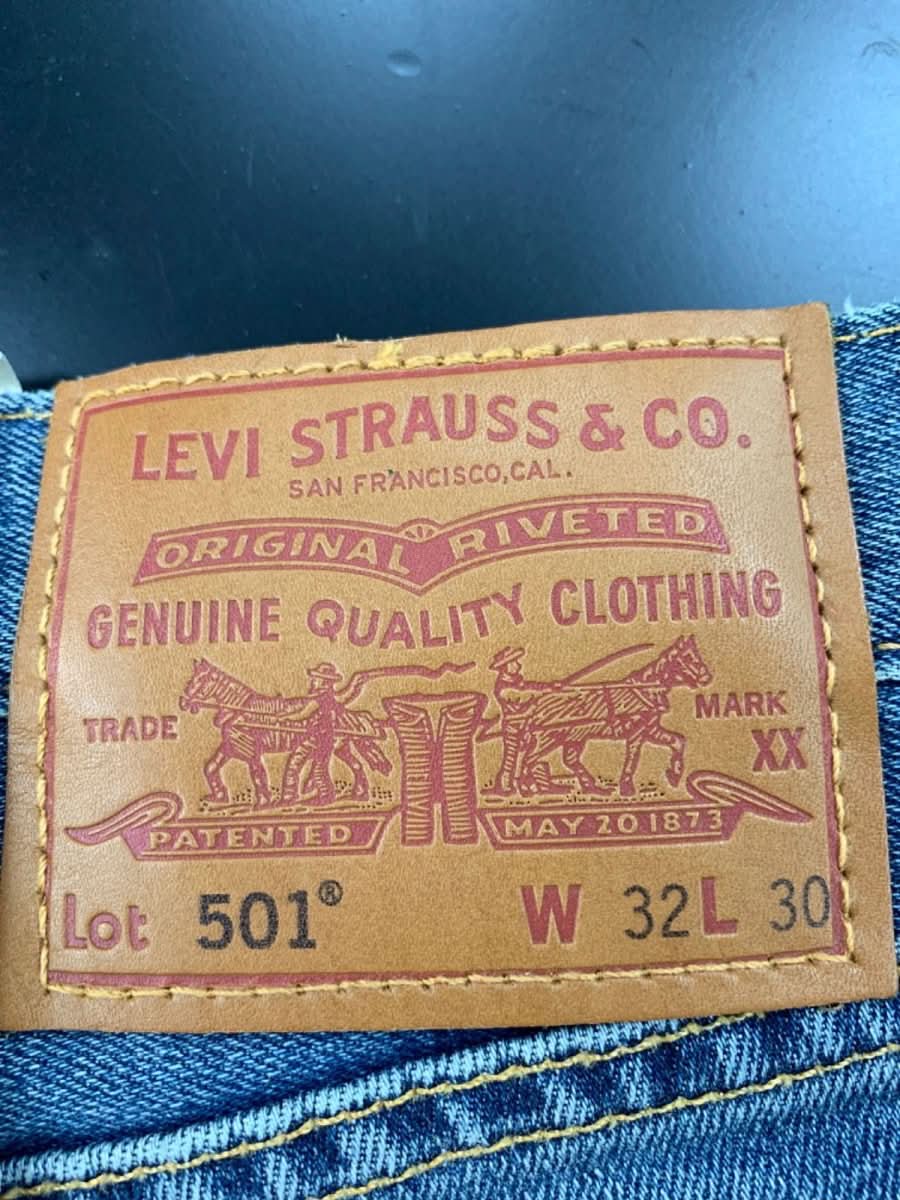 LEVI STRAUSS & CO.
SAN FRANCISCO, CAL.
ORIGINAL RIVETED
GENUINE QUALITY CLOTHING
TRADE MARK
XX
PATENTED MAY 20 1873
Lot 501® W 32 L 30